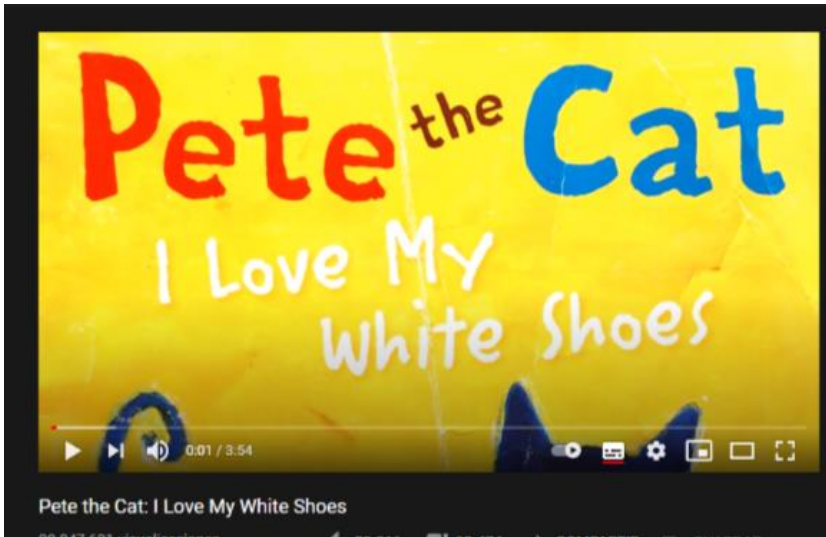 Pete the Cat
I Love My
White Shoes
0:01 / 3:54
Pete the Cat: I Love My White Shoes